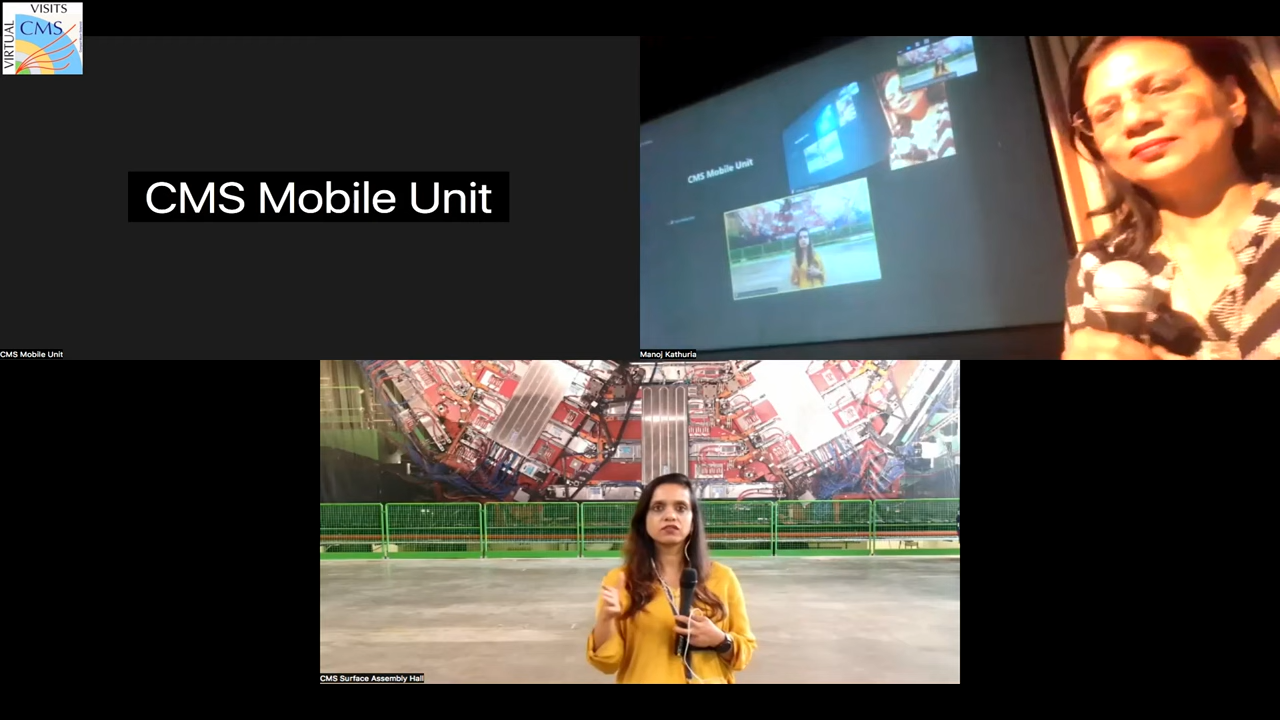 VISITS
VIRTUAL
CMS
CMS Mobile Unit
CMS Mobile Unit
CMS Mobile Unit
Manoj Kathuria
CMS Surface Assembly Hall